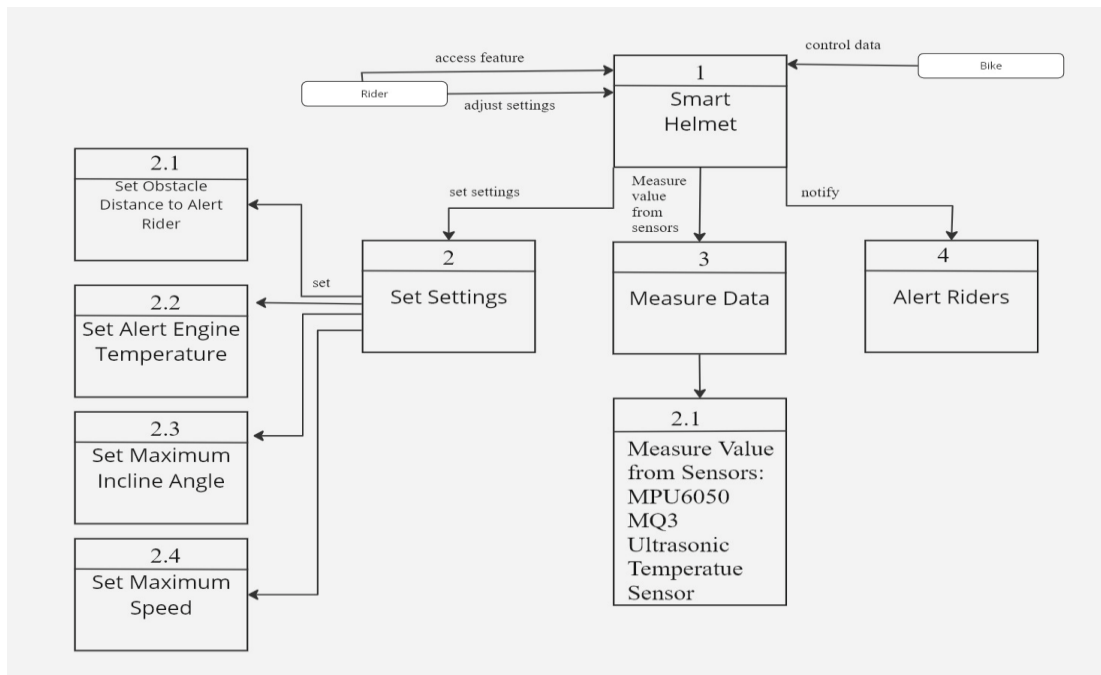 control data
access feature
Bike
1
Rider
Smart
adjust settings
Helmet
2.1
Set Obstacle
Distance to Alert
Rider
set settings
Measure
value
from
sensors
notify
2
Set Settings
3
Measure Data
4
Alert Riders
set
2.2
Set Alert Engine
Temperature
2.3
Set Maximum
Incline Angle
2.4
Set Maximum
Speed
2.1
Measure Value
from Sensors:
MPU6050
MQ3
Ultrasonic
Temperatue
Sensor